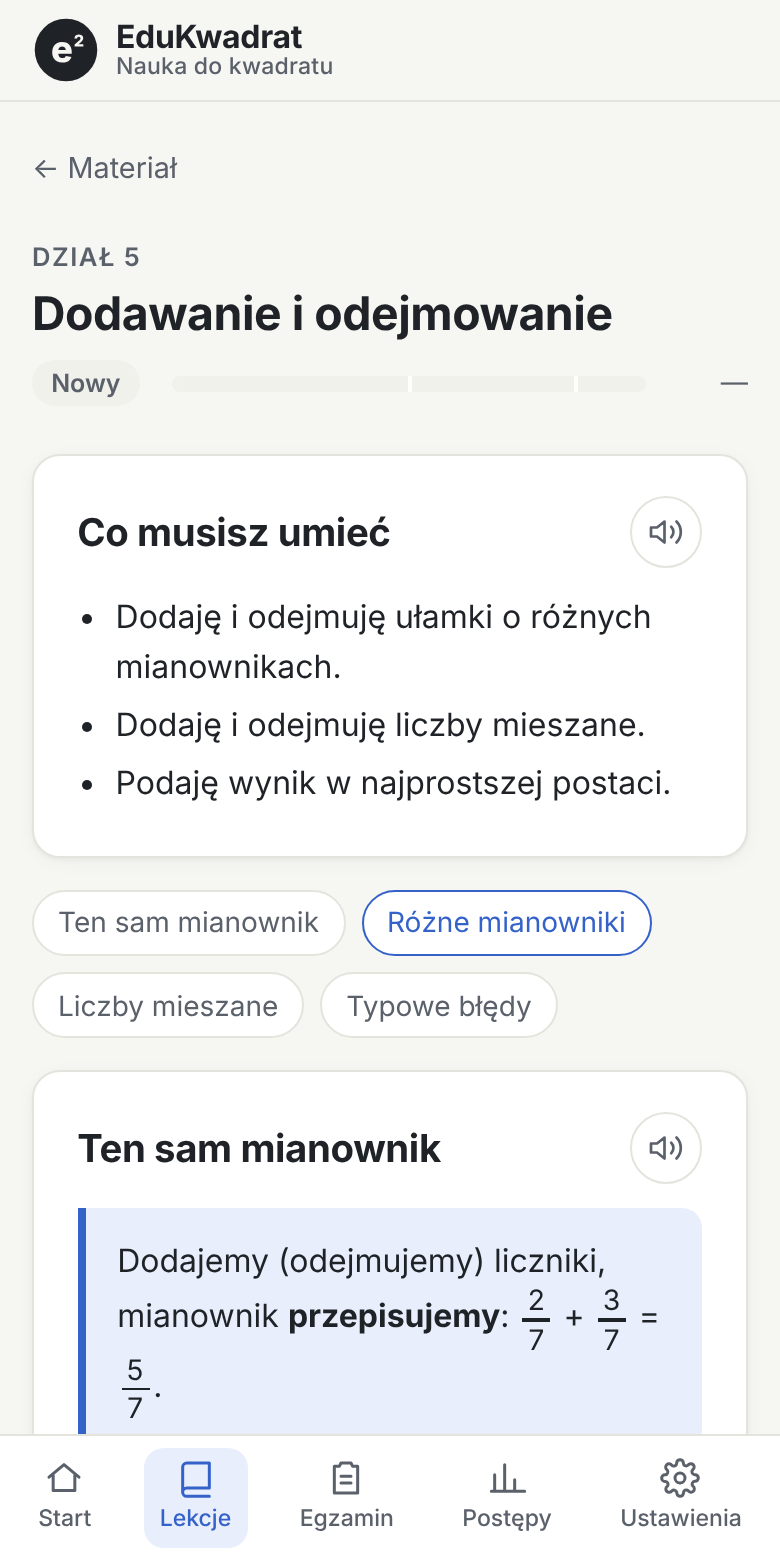 e²
EduKwadrat
Nauka do kwadratu
← Materiał
DZIAŁ 5
Dodawanie i odejmowanie
Nowy —
Co musisz umieć
• Dodaję i odejmuję ułamki o różnych
mianownikach.
• Dodaję i odejmuję liczby mieszane.
• Podaję wynik w najprostszej postaci.
Ten sam mianownik Różne mianowniki
Liczby mieszane Typowe błędy
Ten sam mianownik
Dodajemy (odejmujemy) liczniki,
mianownik przepisujemy: 2/7 + 3/7 =
5/7.
Start Lekcje Egzamin Postępy Ustawienia